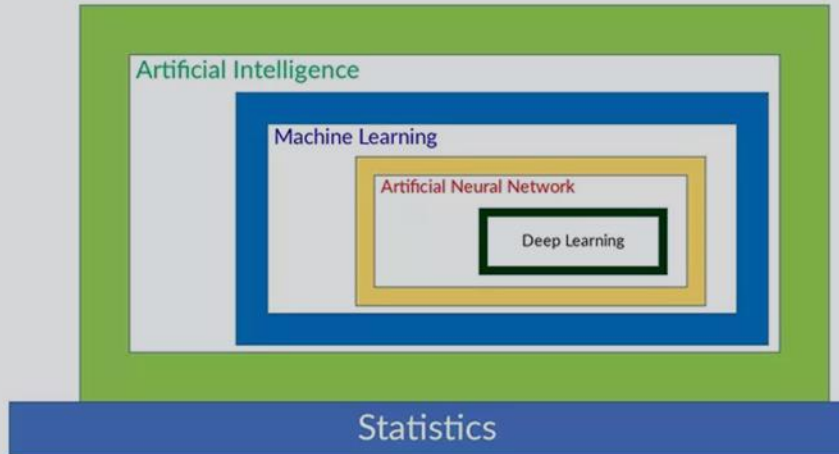 Artificial Intelligence
Machine Learning
Artificial Neural Network
Deep Learning
Statistics